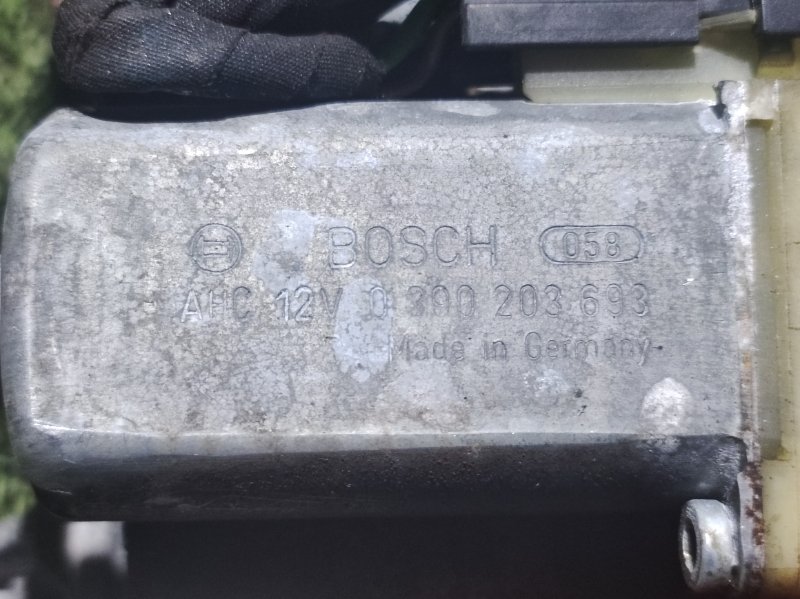 BOSCH 058
AHC 12V 0 390 203 693
Made in Germany